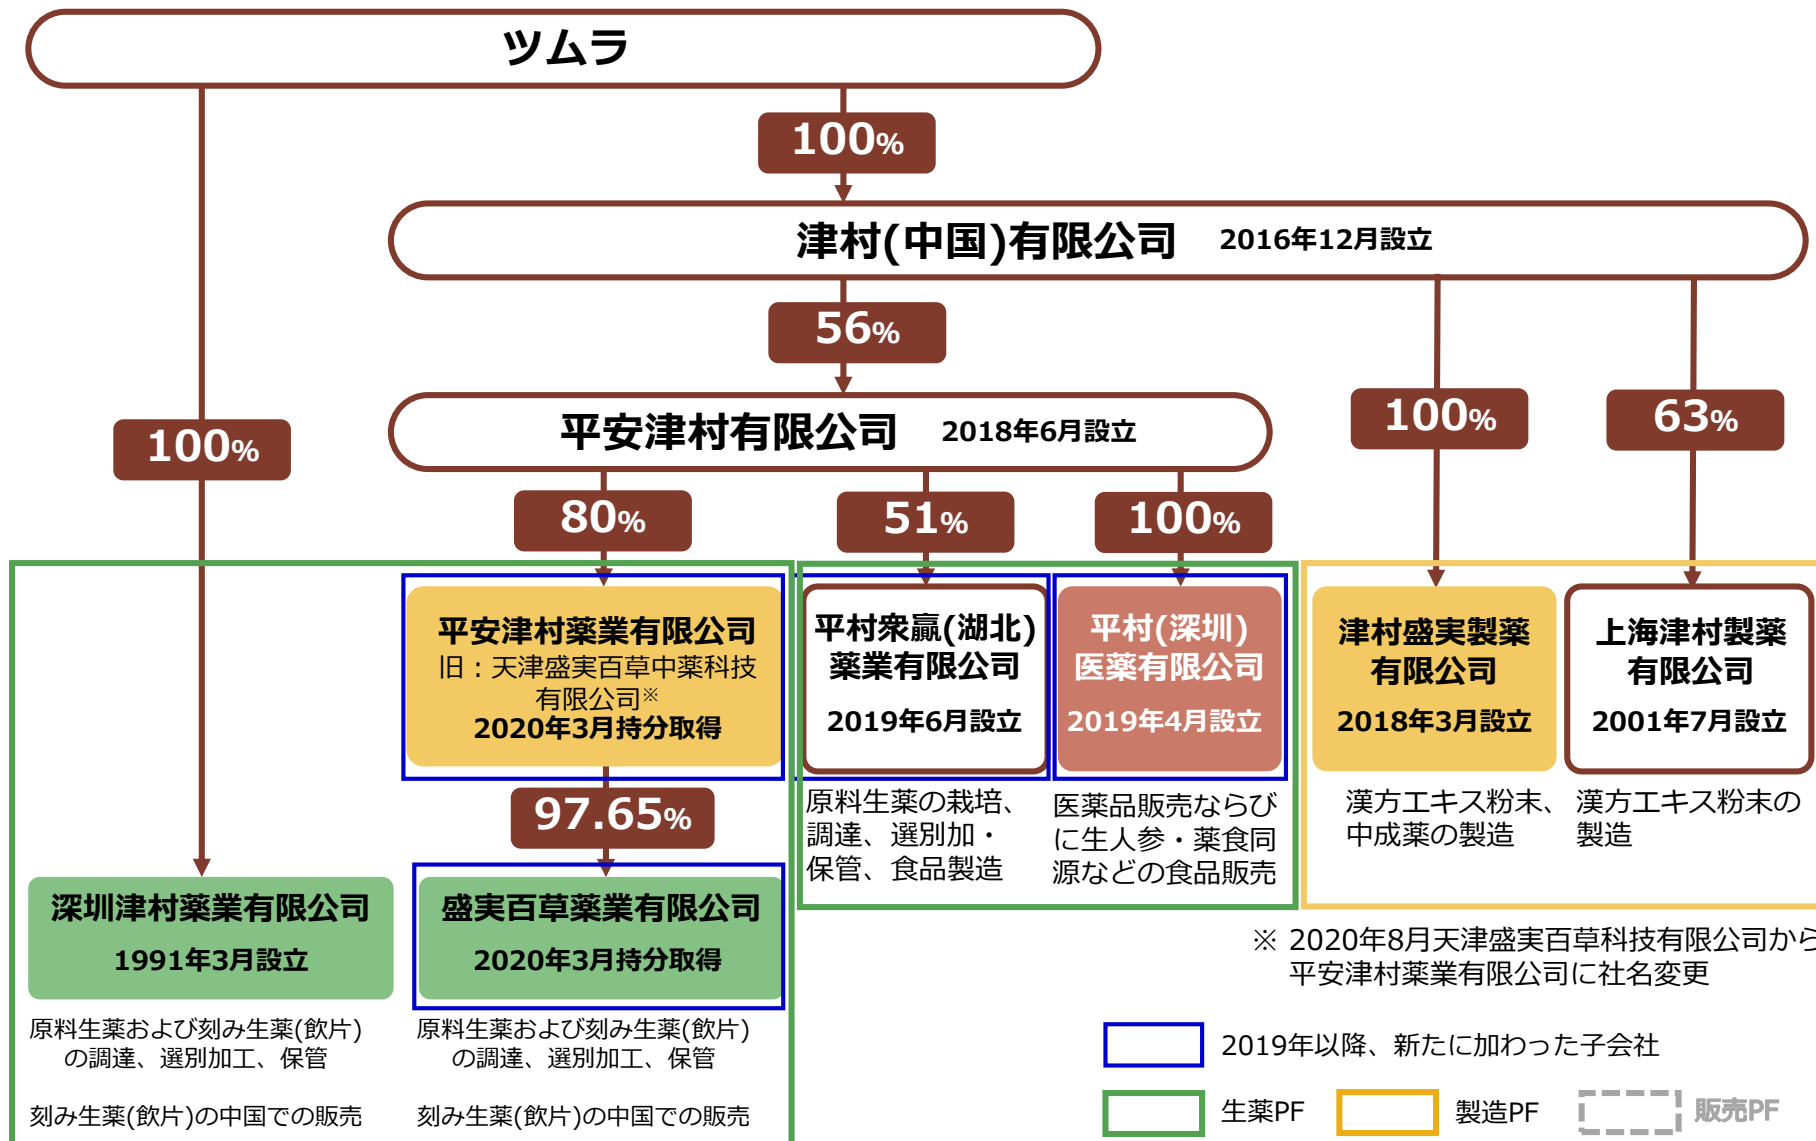 ツムラ
100%
津村(中国)有限公司 2016年12月設立
56%
平安津村有限公司 2018年6月設立
100%
100%
63%
80%
51%
100%
平安津村薬業有限公司
旧：天津盛実百草中薬科技
有限公司※
2020年3月持分取得
平村衆贏(湖北)
薬業有限公司
2019年6月設立
平村(深圳)
医薬有限公司
2019年4月設立
津村盛実製薬
有限公司
2018年3月設立
上海津村製薬
有限公司
2001年7月設立
原料生薬の栽培、
調達、選別加・
保管、食品製造
医薬品販売ならび
に生人参・薬食同
源などの食品販売
漢方エキス粉末、
中成薬の製造
漢方エキス粉末の
製造
97.65%
深圳津村薬業有限公司
1991年3月設立
盛実百草薬業有限公司
2020年3月持分取得
原料生薬および刻み生薬(飲片)
の調達、選別加工、保管
刻み生薬(飲片)の中国での販売
原料生薬および刻み生薬(飲片)
の調達、選別加工、保管
刻み生薬(飲片)の中国での販売
※ 2020年8月天津盛実百草科技有限公司から
平安津村薬業有限公司に社名変更
2019年以降、新たに加わった子会社
生薬PF
製造PF
販売PF